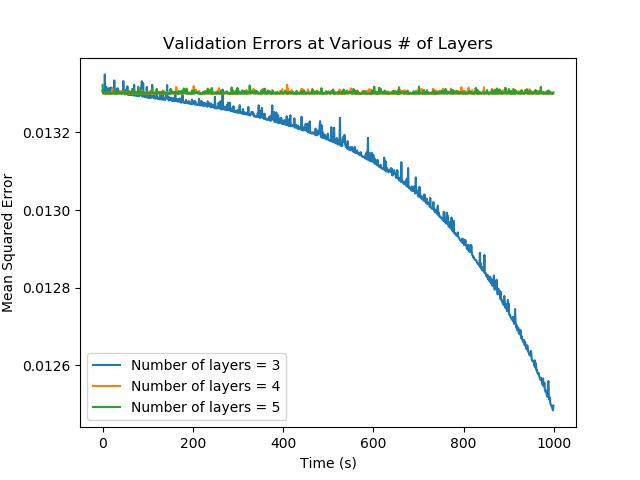 Validation Errors at Various # of Layers
Mean Squared Error
0.0132
0.0130
0.0128
0.0126
Number of layers = 3
Number of layers = 4
Number of layers = 5
0 200 400 600 800 1000
Time (s)